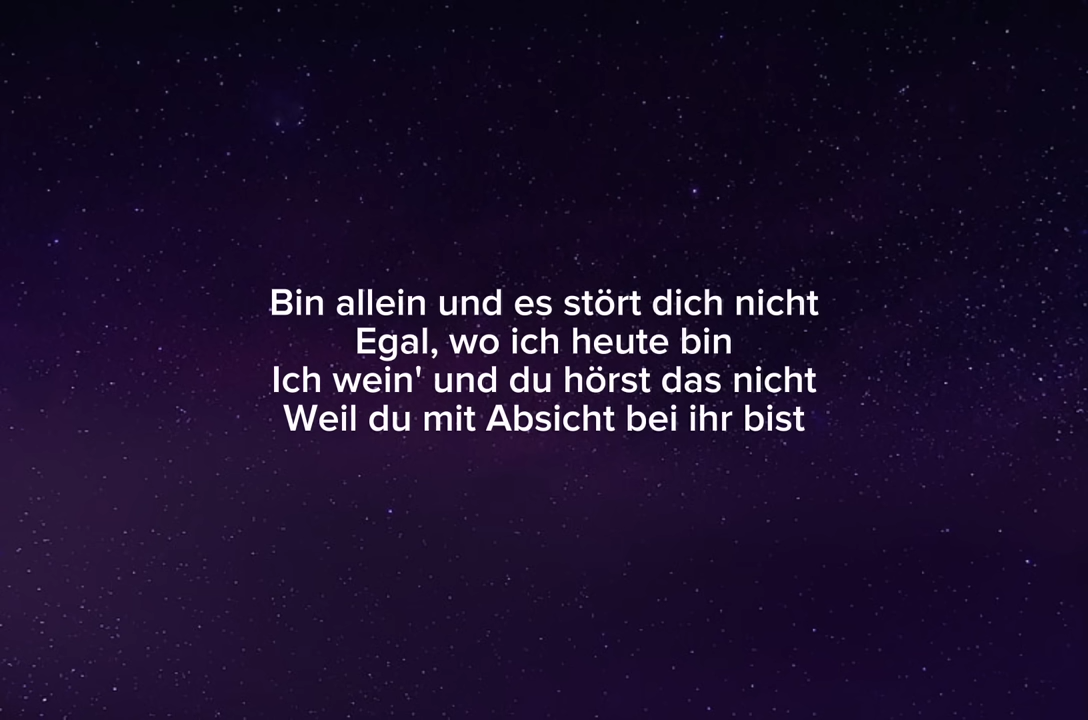 Bin allein und es stört dich nicht
Egal, wo ich heute bin
Ich wein' und du hörst das nicht
Weil du mit Absicht bei ihr bist